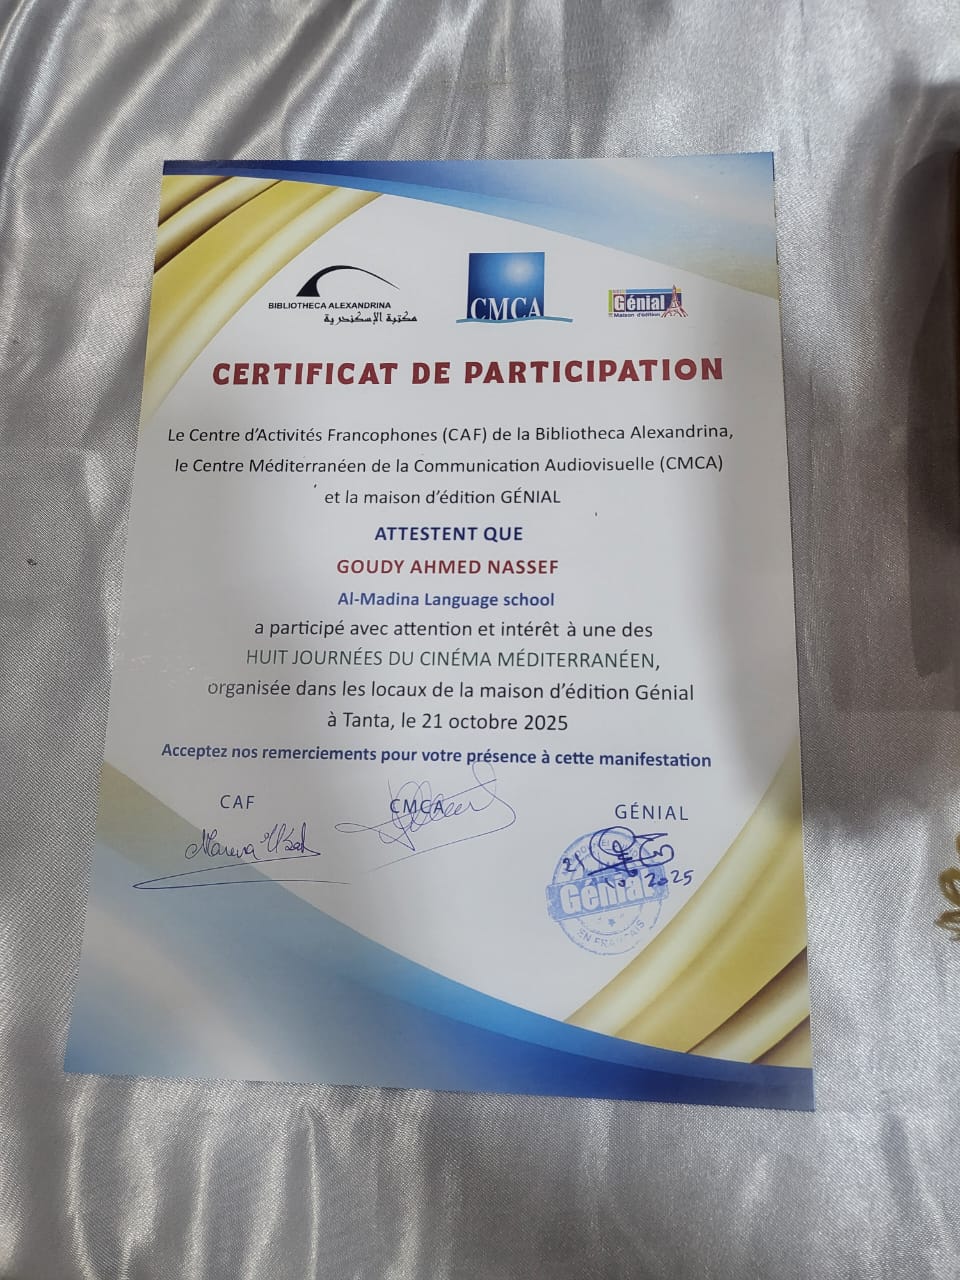 BIBLIOTHECA ALEXANDRINA
مكتبة الإسكندرية
CMCA
Génial
Maison d'édition
CERTIFICAT DE PARTICIPATION
Le Centre d'Activités Francophones (CAF) de la Bibliotheca Alexandrina,
le Centre Méditerranéen de la Communication Audiovisuelle (CMCA)
et la maison d'édition GÉNIAL
ATTESTENT QUE
GOUDY AHMED NASSEF
Al-Madina Language school
a participé avec attention et intérêt à une des
HUIT JOURNÉES DU CINÉMA MÉDITERRANÉEN,
organisée dans les locaux de la maison d'édition Génial
à Tanta, le 21 octobre 2025
Acceptez nos remerciements pour votre présence à cette manifestation
CAF
CMCA
GÉNIAL
21
10 2025
Génial
EN FRANÇAIS